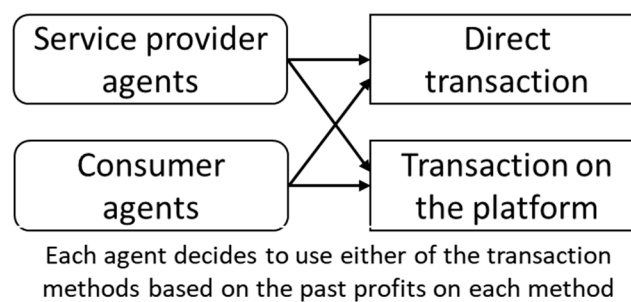 Service provider
agents
Direct
transaction
Consumer
agents
Transaction on
the platform
Each agent decides to use either of the transaction
methods based on the past profits on each method